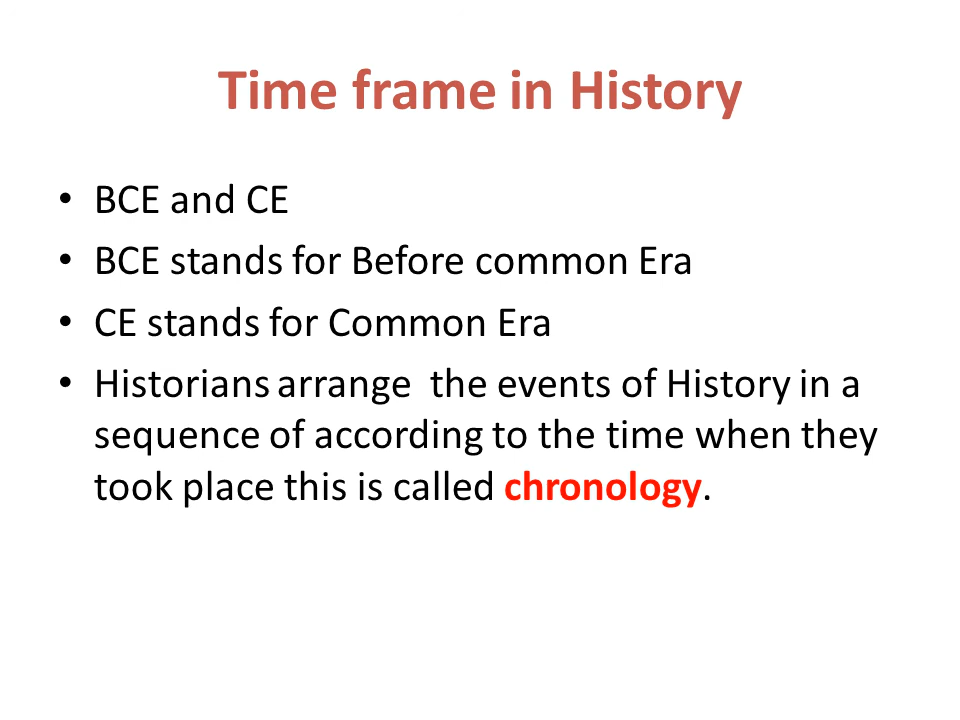 Time frame in History
• BCE and CE
• BCE stands for Before common Era
• CE stands for Common Era
• Historians arrange  the events of History in a
sequence of according to the time when they
took place this is called chronology.